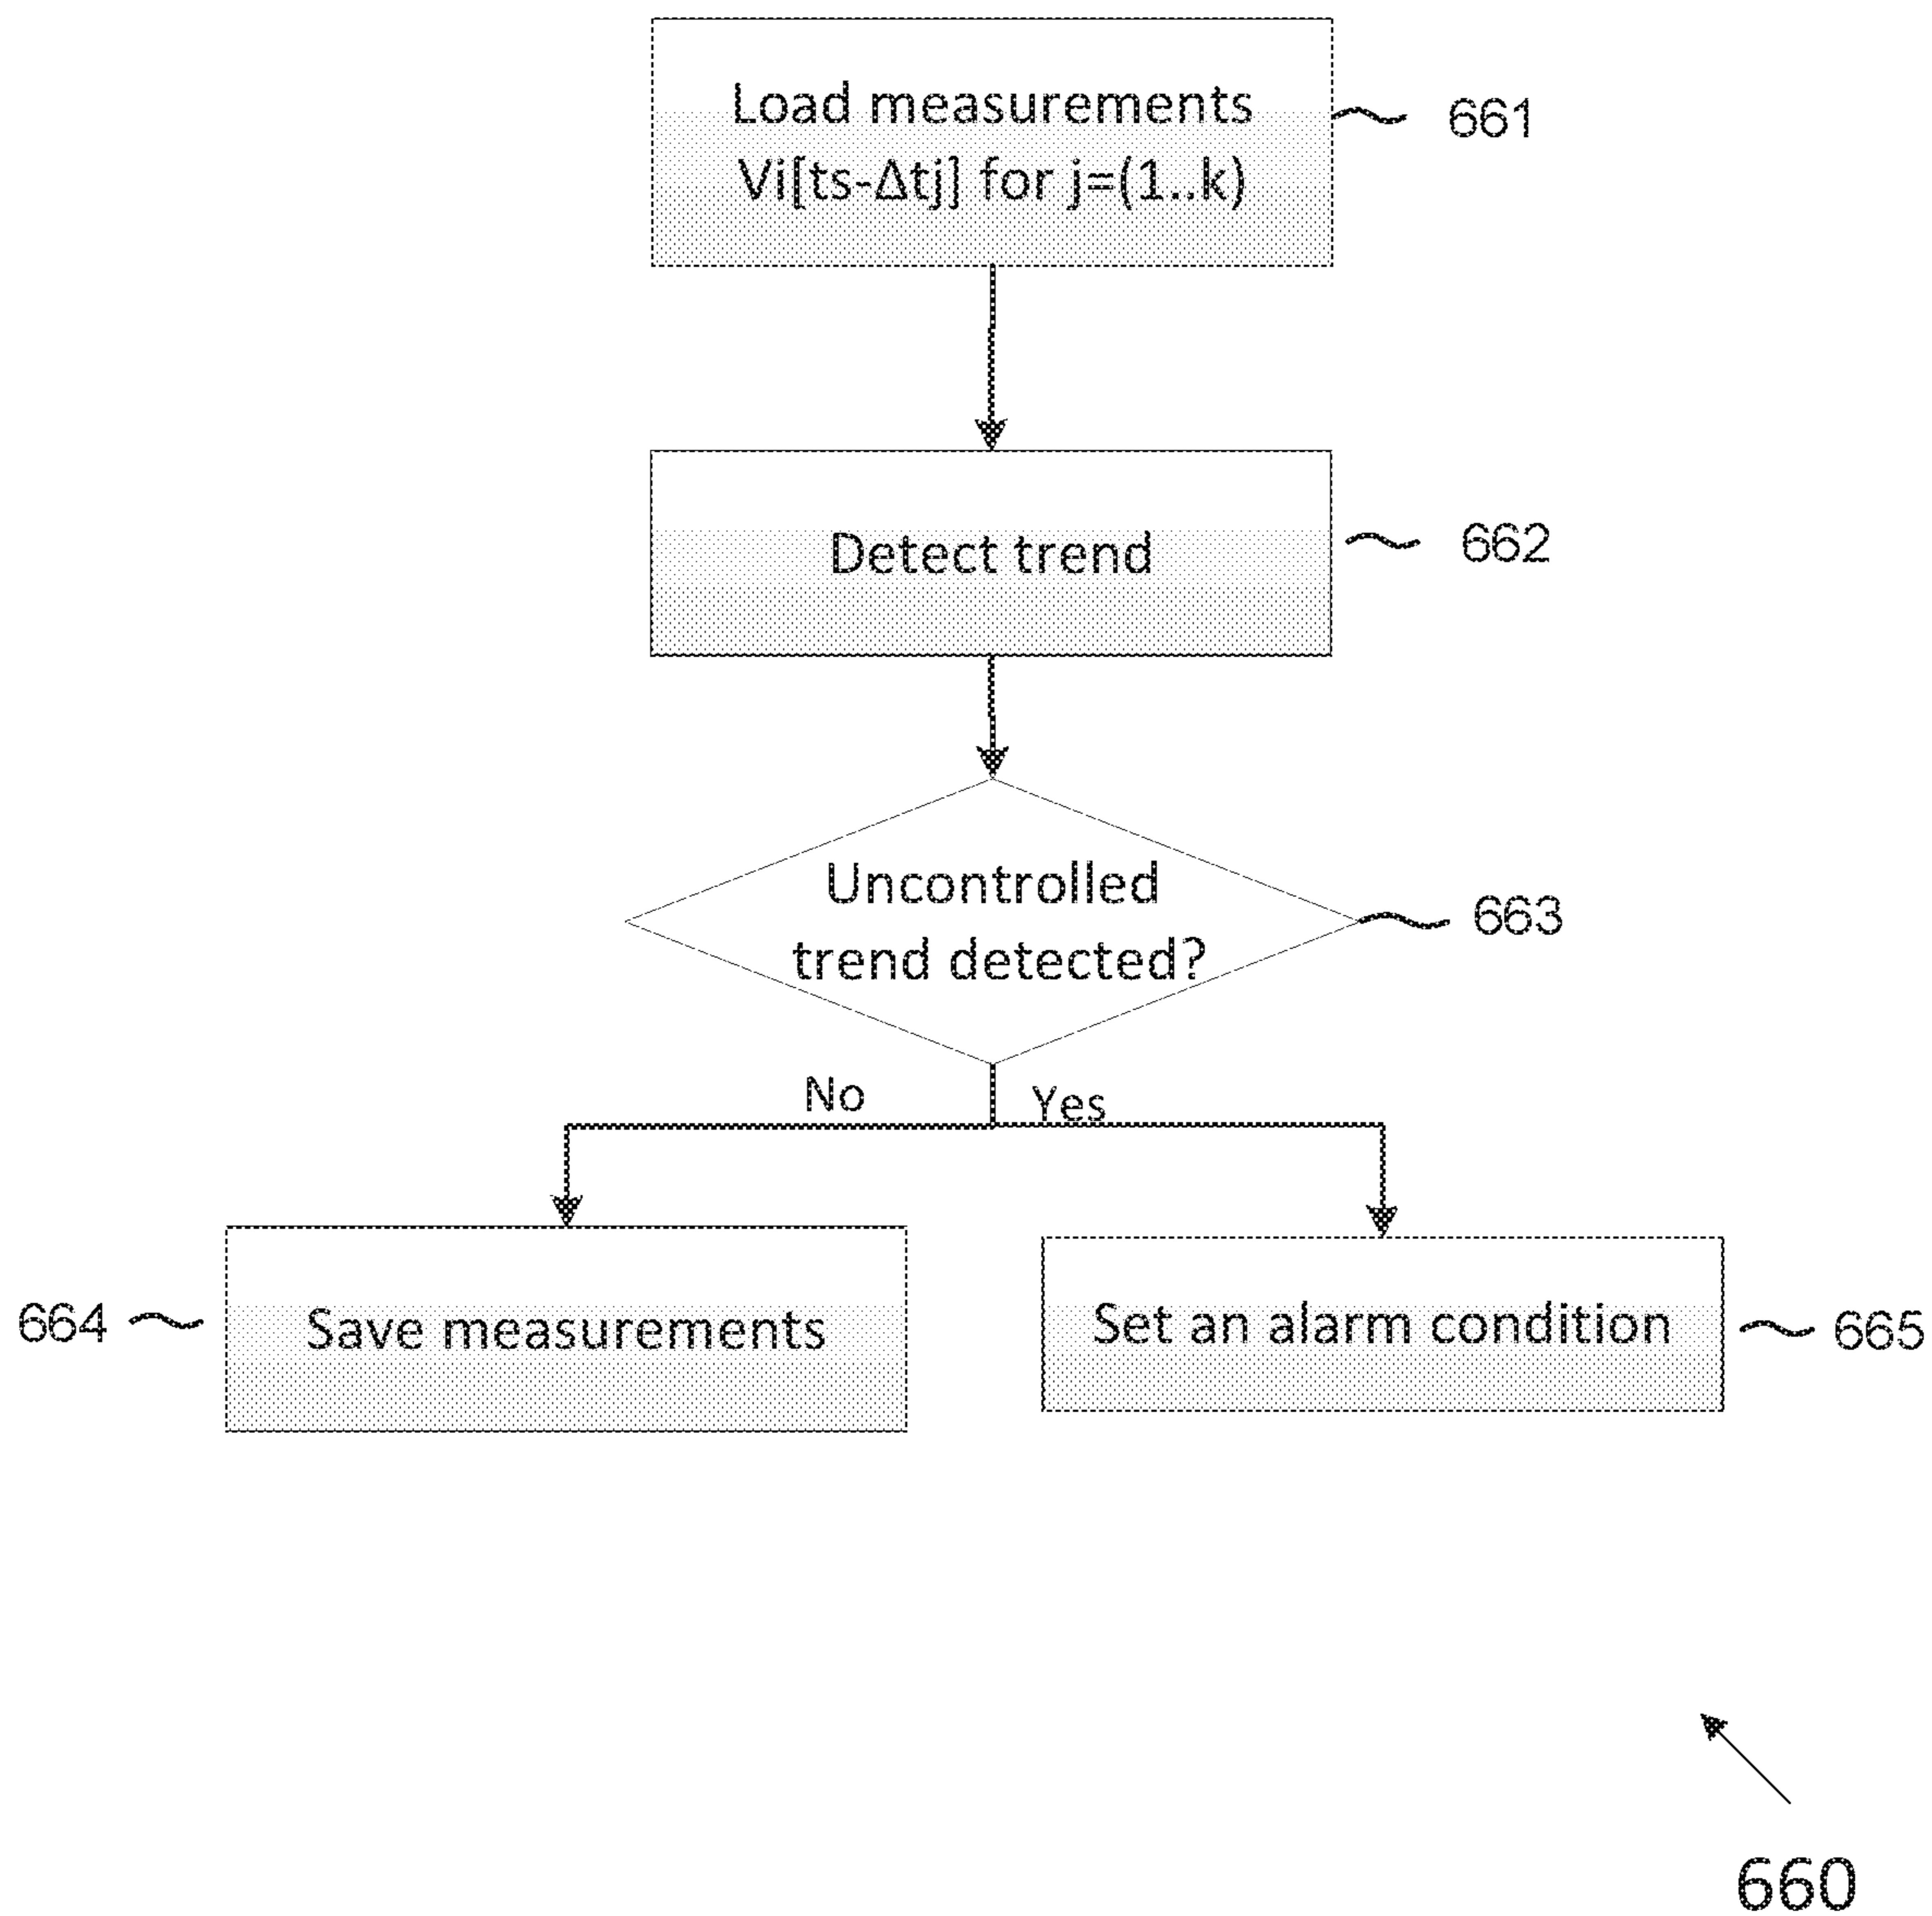 Load measurements
Vi[ts-Δtj] for j=(1..k)
661
Detect trend
662
Uncontrolled
trend detected?
663
No
Yes
664
Save measurements
Set an alarm condition
665
660